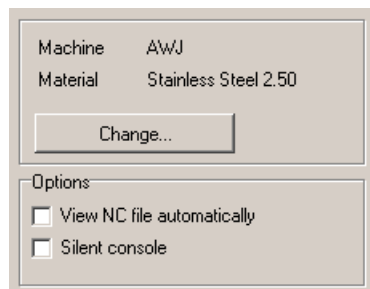 Machine AWJ
Material Stainless Steel 2.50
Change...
Options
View NC file automatically
Silent console